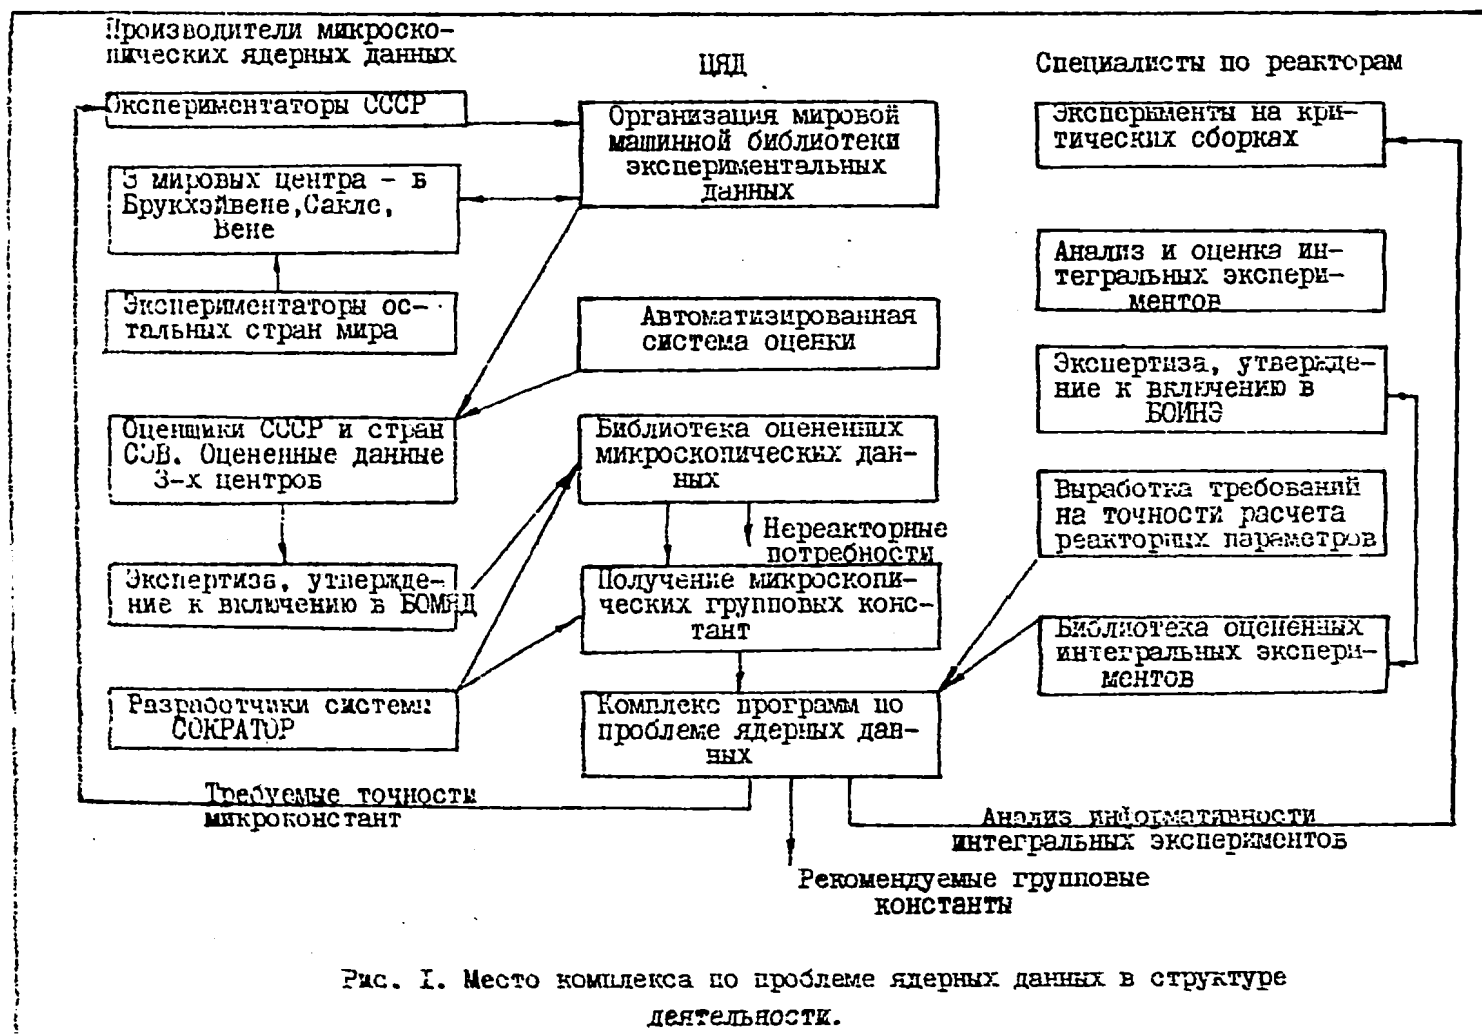 Производители микроско-
пических ядерных данных
Экспериментаторы СССР
3 мировых центра - в
Брукхэйвене, Сакле,
Вене
Экспериментаторы ос-
тальных стран мира
Оценщики СССР и стран
СЭВ. Оцененные данные
3-х центров
Экспертиза, утвержде-
ние к включению в БОМЯД
Разработчики системы
СОКРАТОР
Требуемые точности
микроконстант
ЦЯД
Организация мировой
машинной библиотеки
экспериментальных
данных
Автоматизированная
система оценки
Библиотека оцененных
микроскопических дан-
ных
Нереакторные
потребности
Получение микроскопи-
ческих групповых конс-
тант
Комплекс программ по
проблеме ядерных дан-
ных
Рекомендуемые групповые
константы
Специалисты по реакторам
Эксперименты на кри-
тических сборках
Анализ и оценка ин-
тегральных экспери-
ментов
Экспертиза, утвержде-
ние к включению в
БОИНЭ
Выработка требований
на точности расчета
реакторных параметров
Библиотека оцененных
интегральных экспери-
ментов
Анализ информативности
интегральных экспериментов
Рис. I. Место комплекса по проблеме ядерных данных в структуре
деятельности.